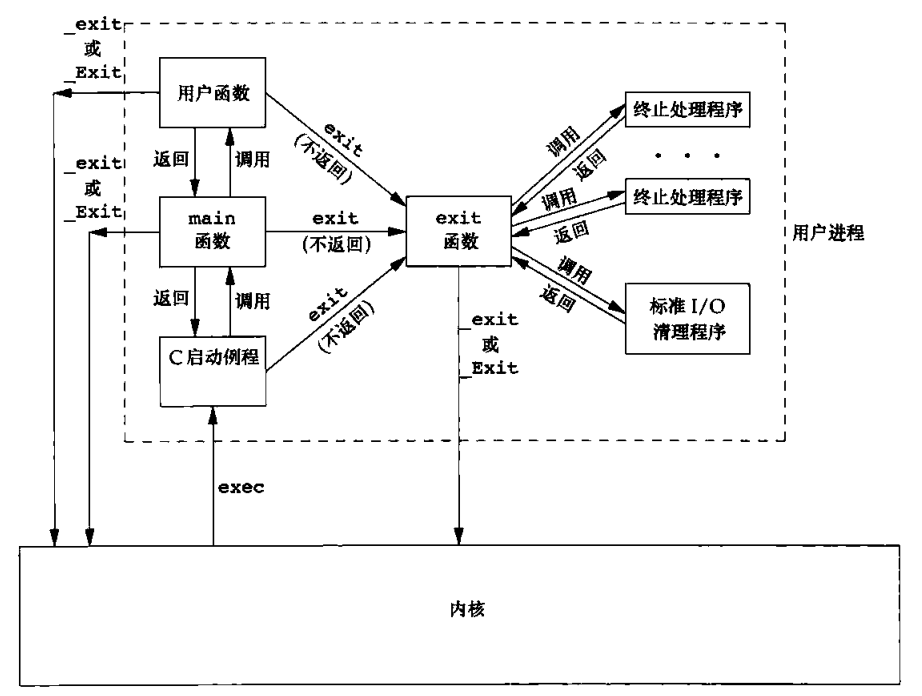 _exit
或
_Exit
用户函数
终止处理程序
exit
(不返回)
调用
返回
. . .
返回
调用
_exit
或
_Exit
终止处理程序
调用
返回
main
函数
exit
(不返回)
exit
函数
用户进程
返回
调用
exit
(不返回)
调用
返回
标准 I/O
清理程序
C 启动例程
_exit
或
_Exit
exec
内核